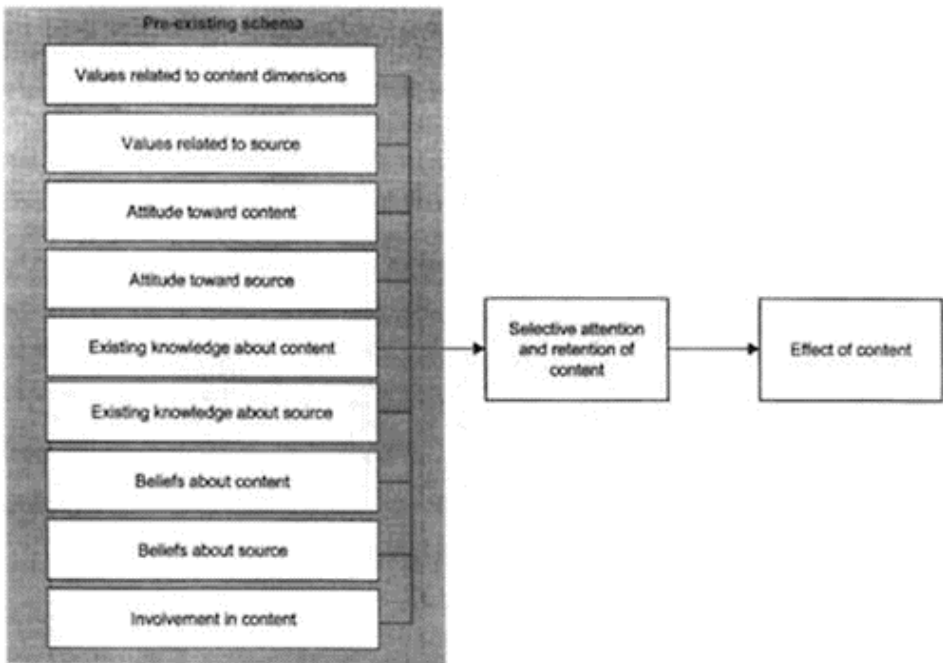 Pre-existing schema
Values related to content dimensions
Values related to source
Attitude toward content
Attitude toward source
Existing knowledge about content
Existing knowledge about source
Beliefs about content
Beliefs about source
Involvement in content
Selective attention
and retention of
content
Effect of content